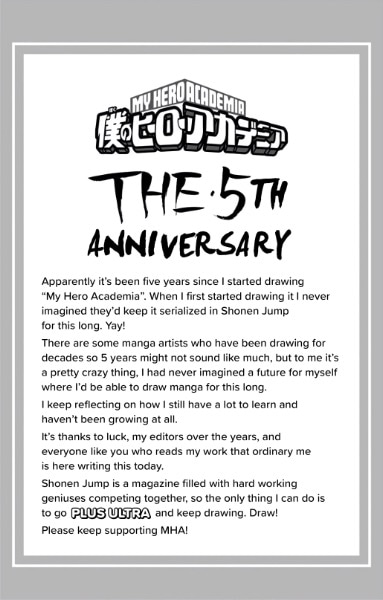 MY HERO ACADEMIA
僕のヒーローアカデミア
THE・5TH
ANNIVERSARY
Apparently it's been five years since I started drawing
“My Hero Academia”. When I first started drawing it I never
imagined they'd keep it serialized in Shonen Jump
for this long. Yay!
There are some manga artists who have been drawing for
decades so 5 years might not sound like much, but to me it's
a pretty crazy thing, I had never imagined a future for myself
where I'd be able to draw manga for this long.
I keep reflecting on how I still have a lot to learn and
haven't been growing at all.
It's thanks to luck, my editors over the years, and
everyone like you who reads my work that ordinary me
is here writing this today.
Shonen Jump is a magazine filled with hard working
geniuses competing together, so the only thing I can do is
to go PLUS ULTRA and keep drawing. Draw!
Please keep supporting MHA!